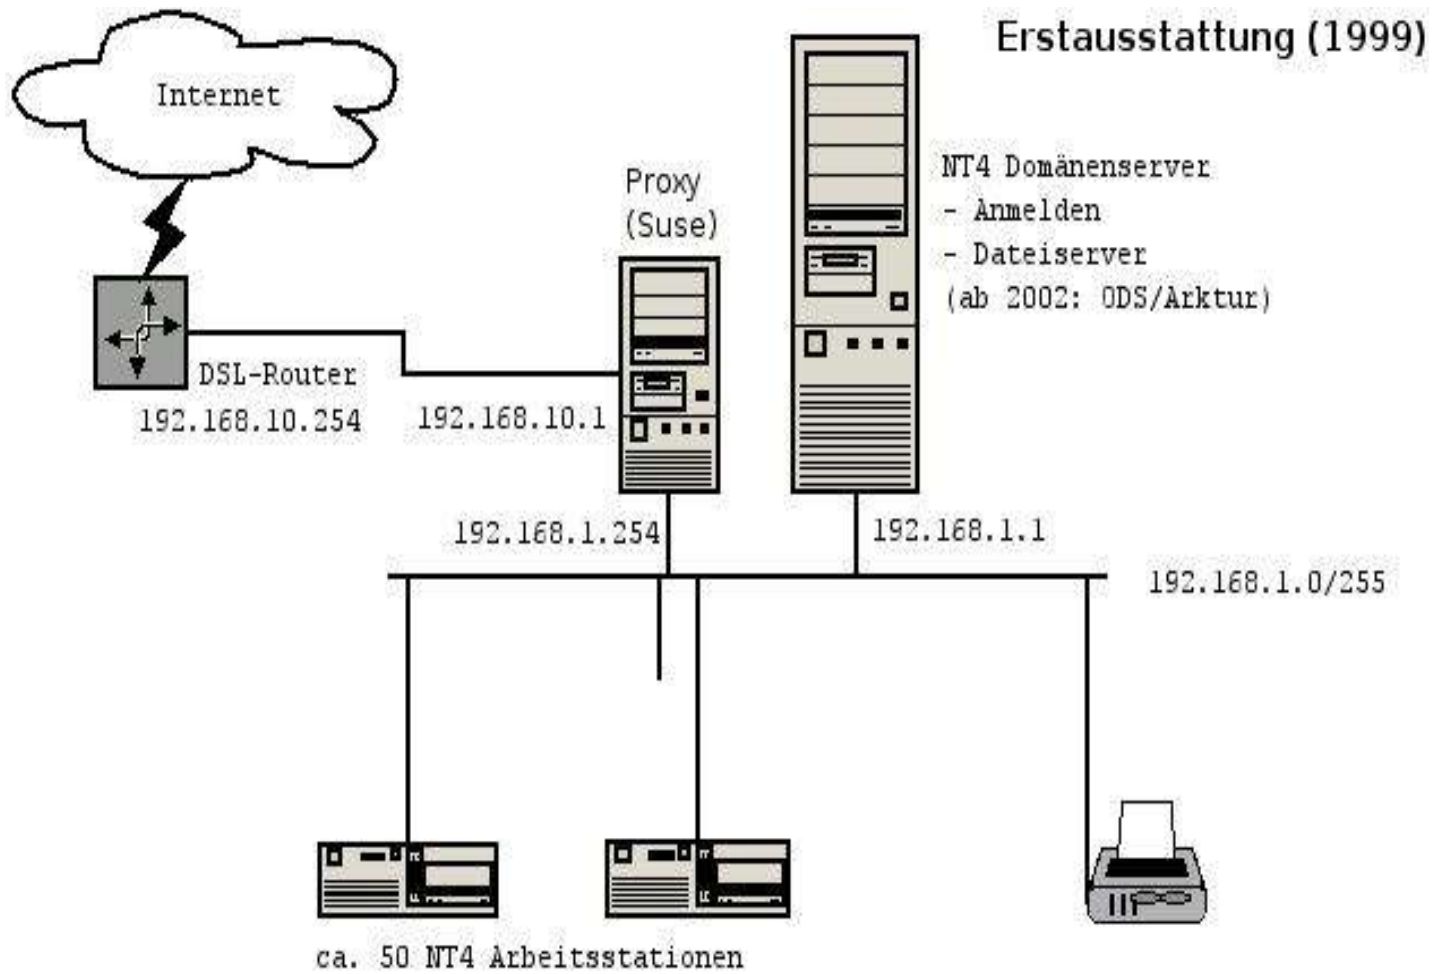 Erstausstattung (1999)
Internet
Proxy
(Suse)
NT4 Domänenserver
- Anmelden
- Dateiserver
(ab 2002: ODS/Arktur)
DSL-Router
192.168.10.254
192.168.10.1
192.168.1.254
192.168.1.1
192.168.1.0/255
ca. 50 NT4 Arbeitsstationen